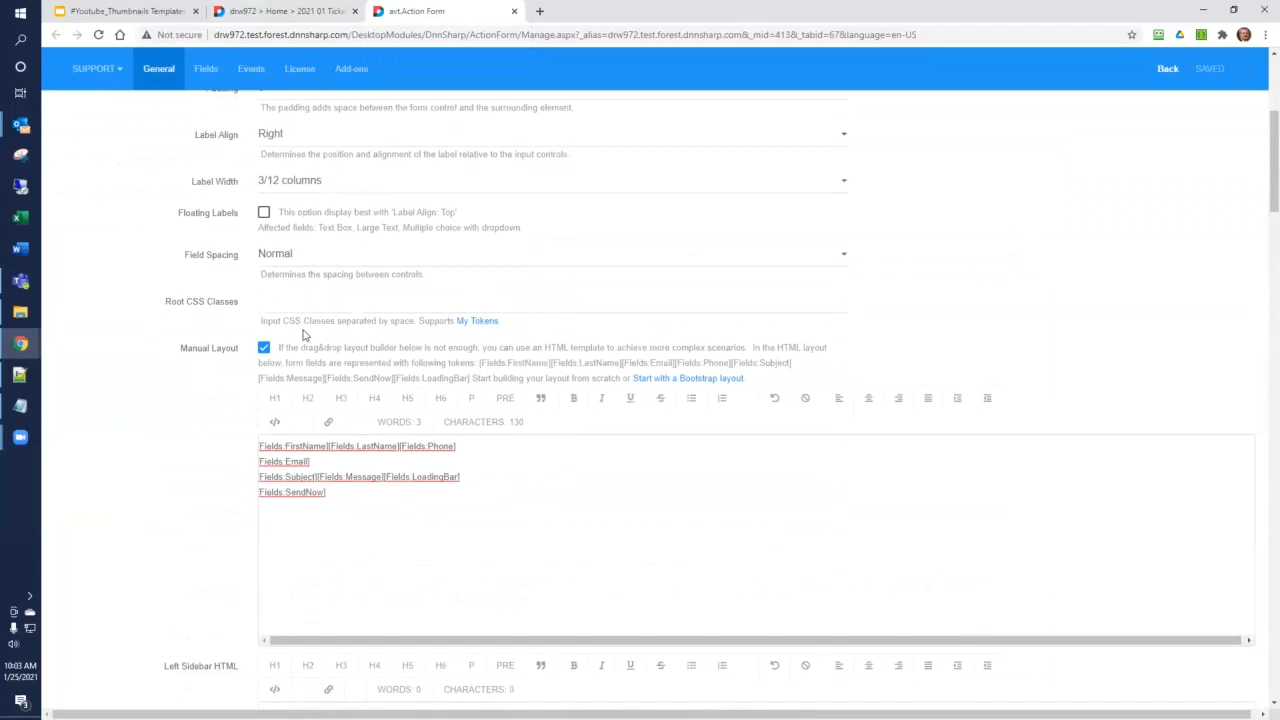 #Youtube_Thumbnails Template
drw972 > Home > 2021 01 Ticke
avt.Action Form
Not secure
drw972.test.forest.dnnsharp.com/DesktopModules/DnnSharp/ActionForm/Manage.aspx?_alias=drw972.test.forest.dnnsharp.com&_mid=413&_tabid=67&language=en-US
SUPPORT
General
Fields
Events
License
Add-ons
Back
SAVED
The padding adds space between the form control and the surrounding element.
Label Align
Right
Determines the position and alignment of the label relative to the input controls.
Label Width
3/12 columns
Floating Labels
This option display best with 'Label Align: Top'
Affected fields: Text Box, Large Text, Multiple choice with dropdown
Field Spacing
Normal
Determines the spacing between controls.
Root CSS Classes
Input CSS Classes separated by space. Supports My Tokens.
Manual Layout
If the drag&drop layout builder below is not enough, you can use an HTML template to achieve more complex scenarios. In the HTML layout
below, form fields are represented with following tokens: [Fields:FirstName][Fields:LastName][Fields:Email][Fields:Phone][Fields:Subject]
[Fields:Message][Fields:SendNow][Fields:LoadingBar] Start building your layout from scratch or Start with a Bootstrap layout.
H1 H2 H3 H4 H5 H6 P PRE
WORDS: 3 CHARACTERS: 130
[Fields:FirstName][Fields:LastName][Fields:Phone]
[Fields:Email]
[Fields:Subject][Fields:Message][Fields:LoadingBar]
[Fields:SendNow]
Left Sidebar HTML
H1 H2 H3 H4 H5 H6 P PRE
WORDS: 0 CHARACTERS: 0
10:03 AM
1/25/2021